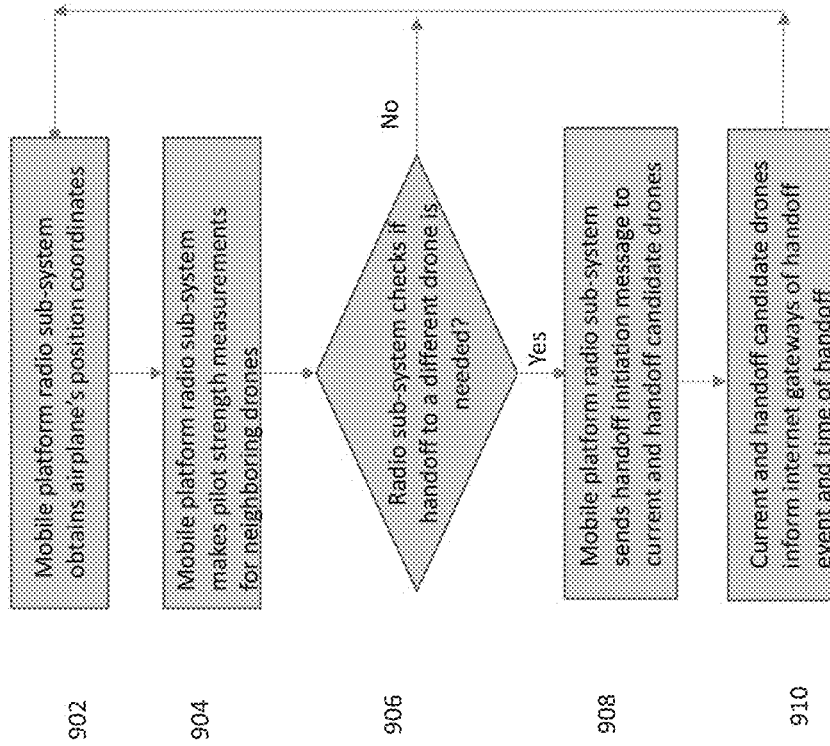 902
Mobile platform radio sub-system
obtains airplane's position coordinates
904
Mobile platform radio sub-system
makes pilot strength measurements
for neighboring drones
906
Radio sub-system checks if
handoff to a different drone is
needed?
No
Yes
908
Mobile platform radio sub-system
sends handoff initiation message to
current and handoff candidate drones
910
Current and handoff candidate drones
inform internet gateways of handoff
event and time of handoff